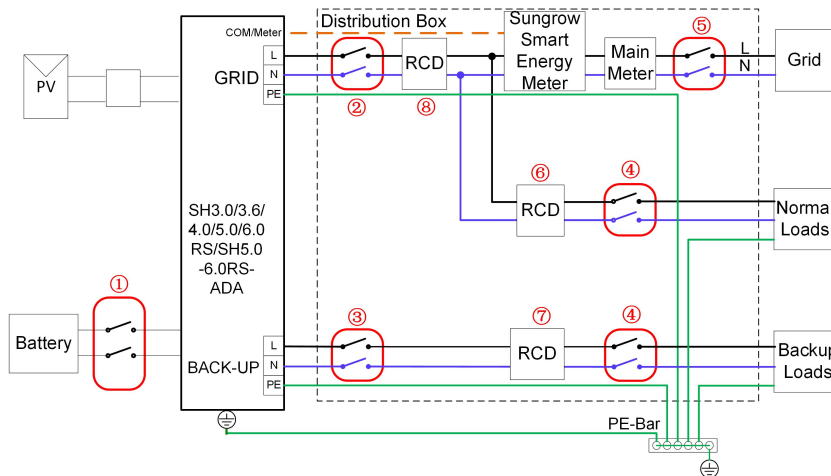 Distribution Box
COM/Meter
Sungrow
Smart
Energy
Meter
⑤
L
RCD
Main
Meter
L
N
Grid
GRID
N
PE
②
⑧
PV
⑥
④
RCD
Norma
Loads
SH3.0/3.6/
4.0/5.0/6.0
RS/SH5.0
-6.0RS-
ADA
①
③
⑦
④
Battery
L
BACK-UP
N
PE
RCD
Backup
Loads
PE-Bar